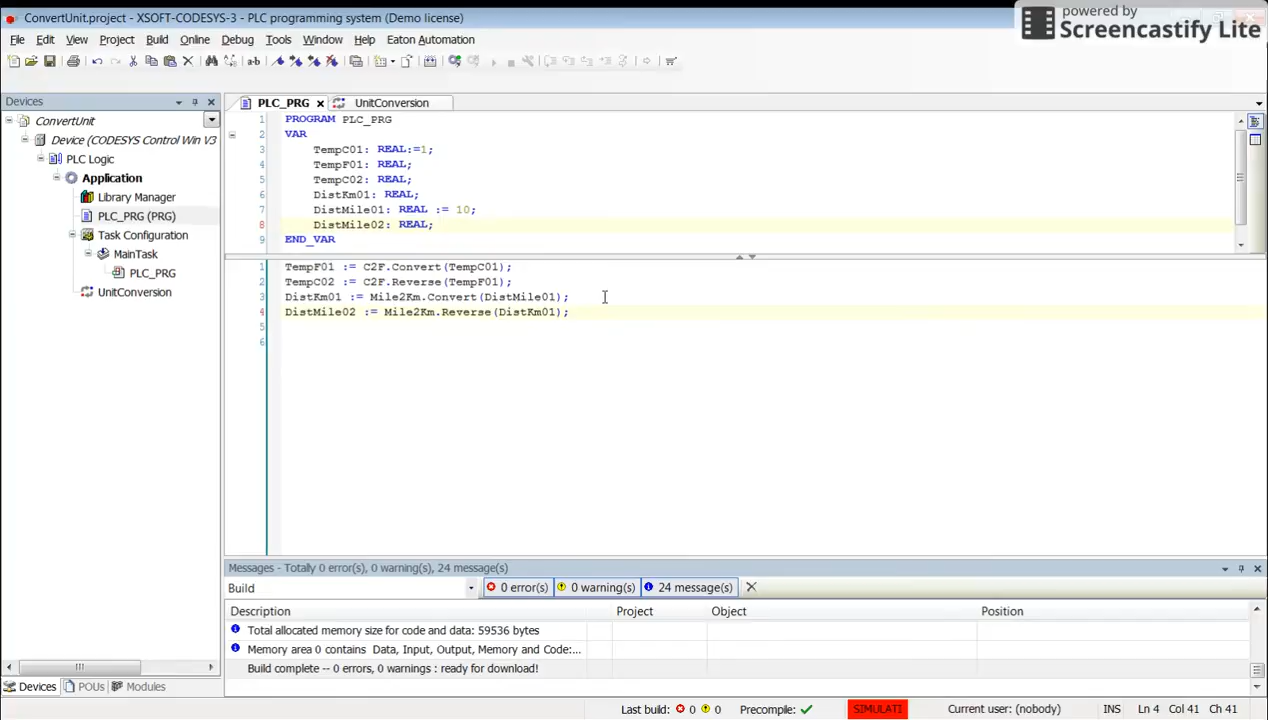 ConvertUnit.project - XSOFT-CODESYS-3 - PLC programming system (Demo license)
powered by
Screencastify Lite
File Edit View Project Build Online Debug Tools Window Help Eaton Automation
Devices
ConvertUnit
Device (CODESYS Control Win V3
PLC Logic
Application
Library Manager
PLC_PRG (PRG)
Task Configuration
MainTask
PLC_PRG
UnitConversion
Devices POUs Modules
PLC_PRG UnitConversion
1 PROGRAM PLC_PRG
2 VAR
3 TempC01: REAL:=1;
4 TempF01: REAL;
5 TempC02: REAL;
6 DistKm01: REAL;
7 DistMile01: REAL := 10;
8 DistMile02: REAL;
9 END_VAR
1 TempF01 := C2F.Convert(TempC01);
2 TempC02 := C2F.Reverse(TempF01);
3 DistKm01 := Mile2Km.Convert(DistMile01);
4 DistMile02 := Mile2Km.Reverse(DistKm01);
5
6
Messages - Totally 0 error(s), 0 warning(s), 24 message(s)
Build 0 error(s) 0 warning(s) 24 message(s)
Description Project Object Position
Total allocated memory size for code and data: 59536 bytes
Memory area 0 contains Data, Input, Output, Memory and Code:...
Build complete -- 0 errors, 0 warnings : ready for download!
Last build: 0 0 Precompile: SIMULATI Current user: (nobody) INS Ln 4 Col 41 Ch 41